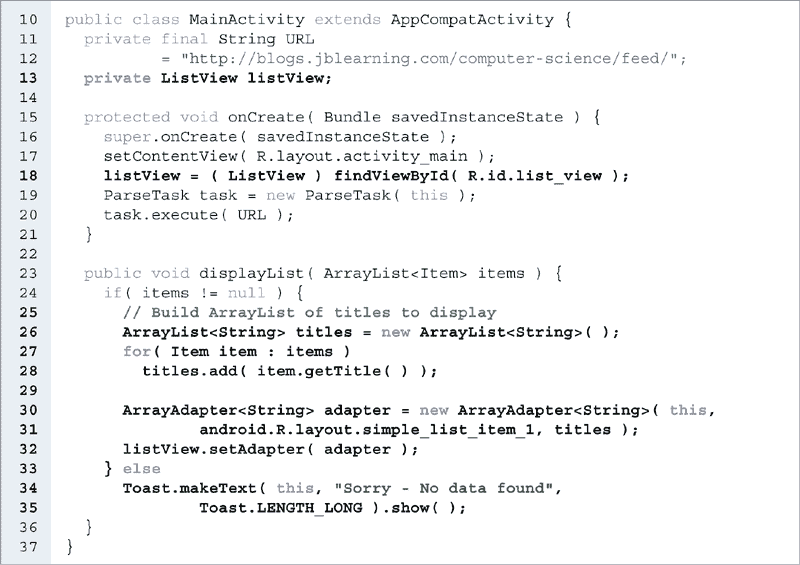 10 public class MainActivity extends AppCompatActivity {
11   private final String URL
12           = "http://blogs.jblearning.com/computer-science/feed/";
13   private ListView listView;
14
15   protected void onCreate( Bundle savedInstanceState ) {
16     super.onCreate( savedInstanceState );
17     setContentView( R.layout.activity_main );
18     listView = ( ListView ) findViewById( R.id.list_view );
19     ParseTask task = new ParseTask( this );
20     task.execute( URL );
21   }
22
23   public void displayList( ArrayList<Item> items ) {
24     if( items != null ) {
25       // Build ArrayList of titles to display
26       ArrayList<String> titles = new ArrayList<String>( );
27       for( Item item : items )
28         titles.add( item.getTitle( ) );
29
30       ArrayAdapter<String> adapter = new ArrayAdapter<String>( this,
31               android.R.layout.simple_list_item_1, titles );
32       listView.setAdapter( adapter );
33     } else
34       Toast.makeText( this, "Sorry - No data found",
35               Toast.LENGTH_LONG ).show( );
36   }
37 }